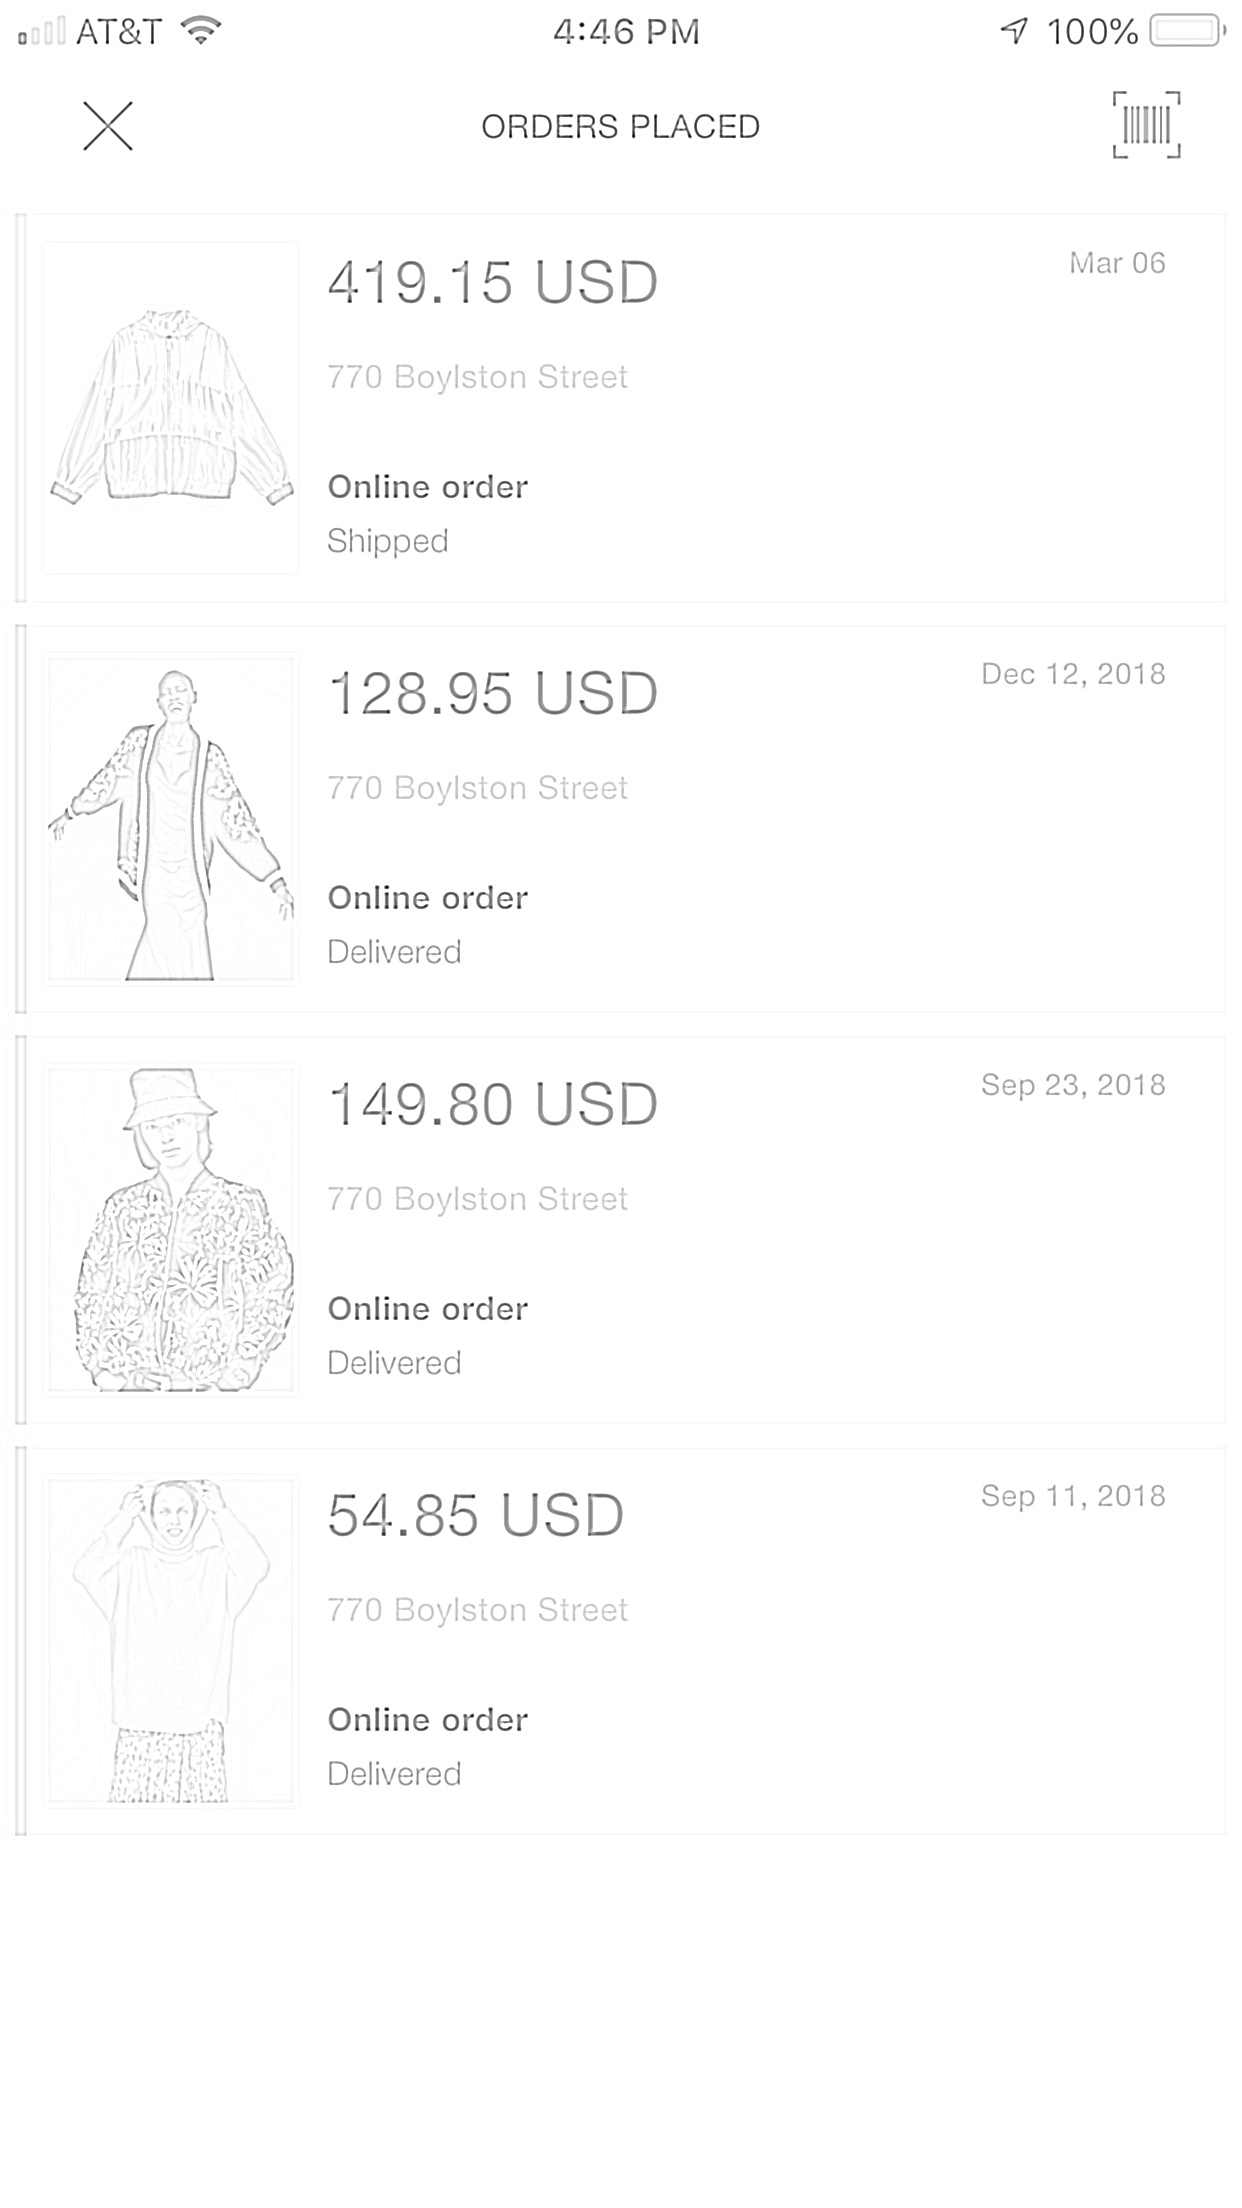 AT&T 4:46 PM 100%
ORDERS PLACED
419.15 USD
Mar 06
770 Boylston Street
Online order
Shipped
128.95 USD
Dec 12, 2018
770 Boylston Street
Online order
Delivered
149.80 USD
Sep 23, 2018
770 Boylston Street
Online order
Delivered
54.85 USD
Sep 11, 2018
770 Boylston Street
Online order
Delivered